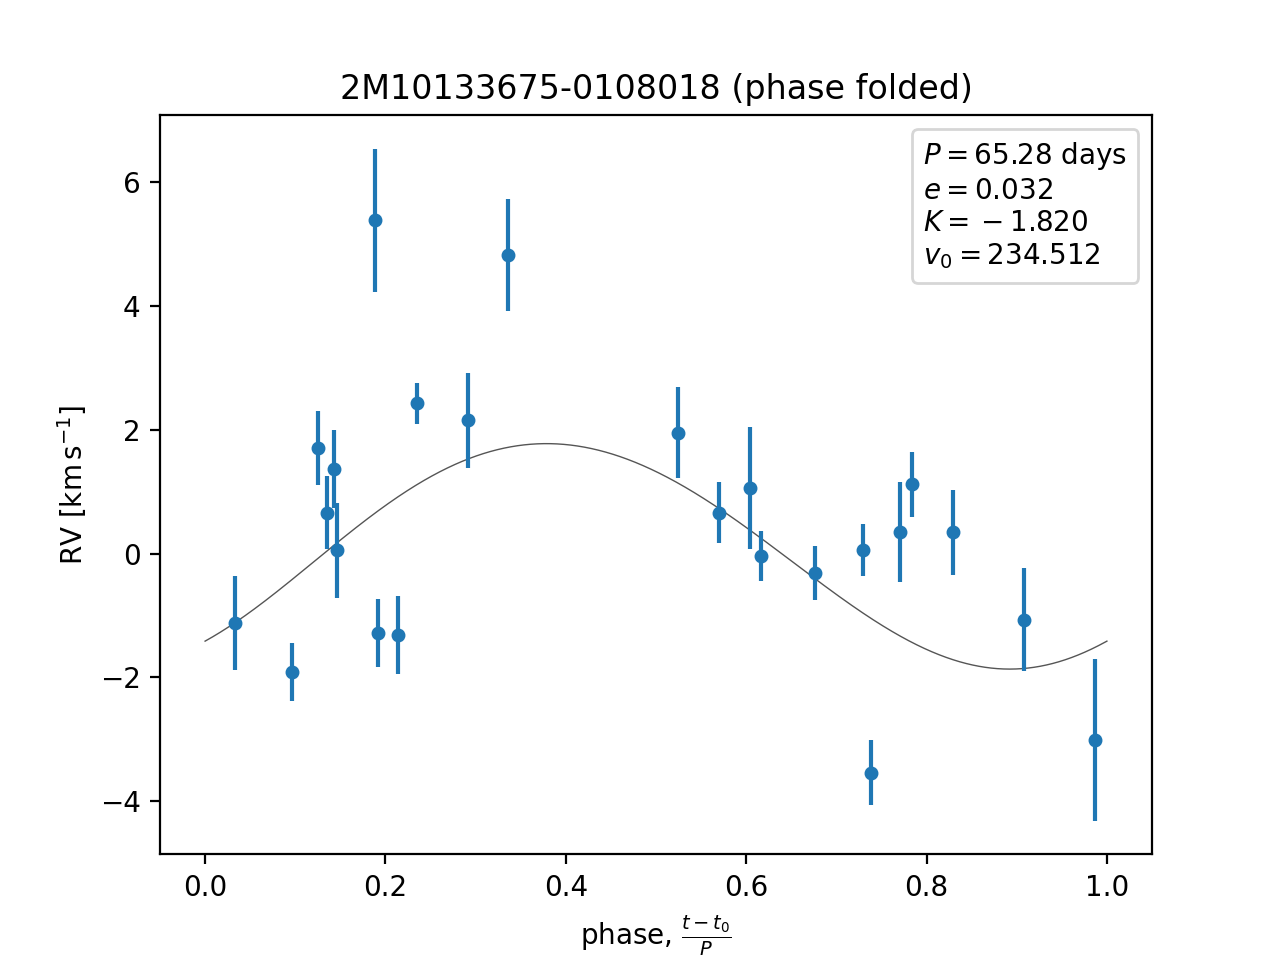 2M10133675-0108018 (phase folded)
P = 65.28 days
e = 0.032
K = −1.820
v₀ = 234.512
6
4
2
0
−2
−4
RV [km s⁻¹]
0.0 0.2 0.4 0.6 0.8 1.0
phase, (t − t₀)/P